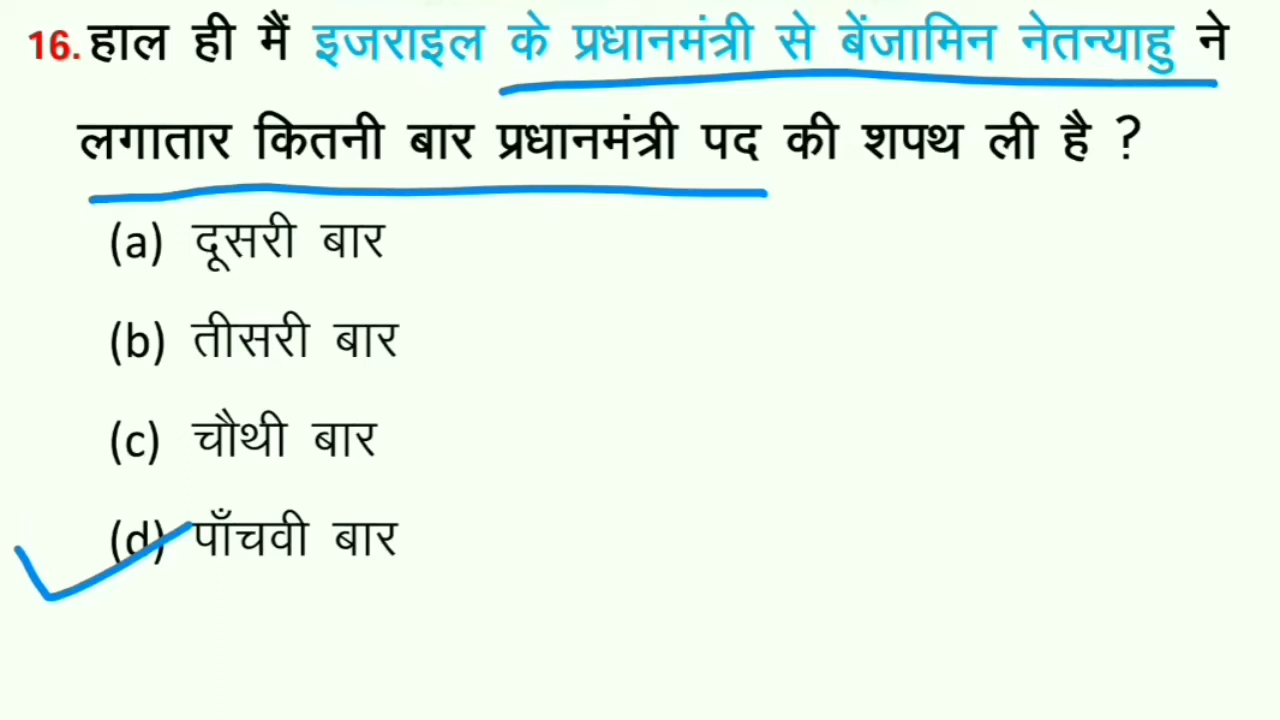 16. हाल ही मैं इजराइल के प्रधानमंत्री से बेंजामिन नेतन्याहु ने
लगातार कितनी बार प्रधानमंत्री पद की शपथ ली है ?
(a) दूसरी बार
(b) तीसरी बार
(c) चौथी बार
(d) पाँचवी बार